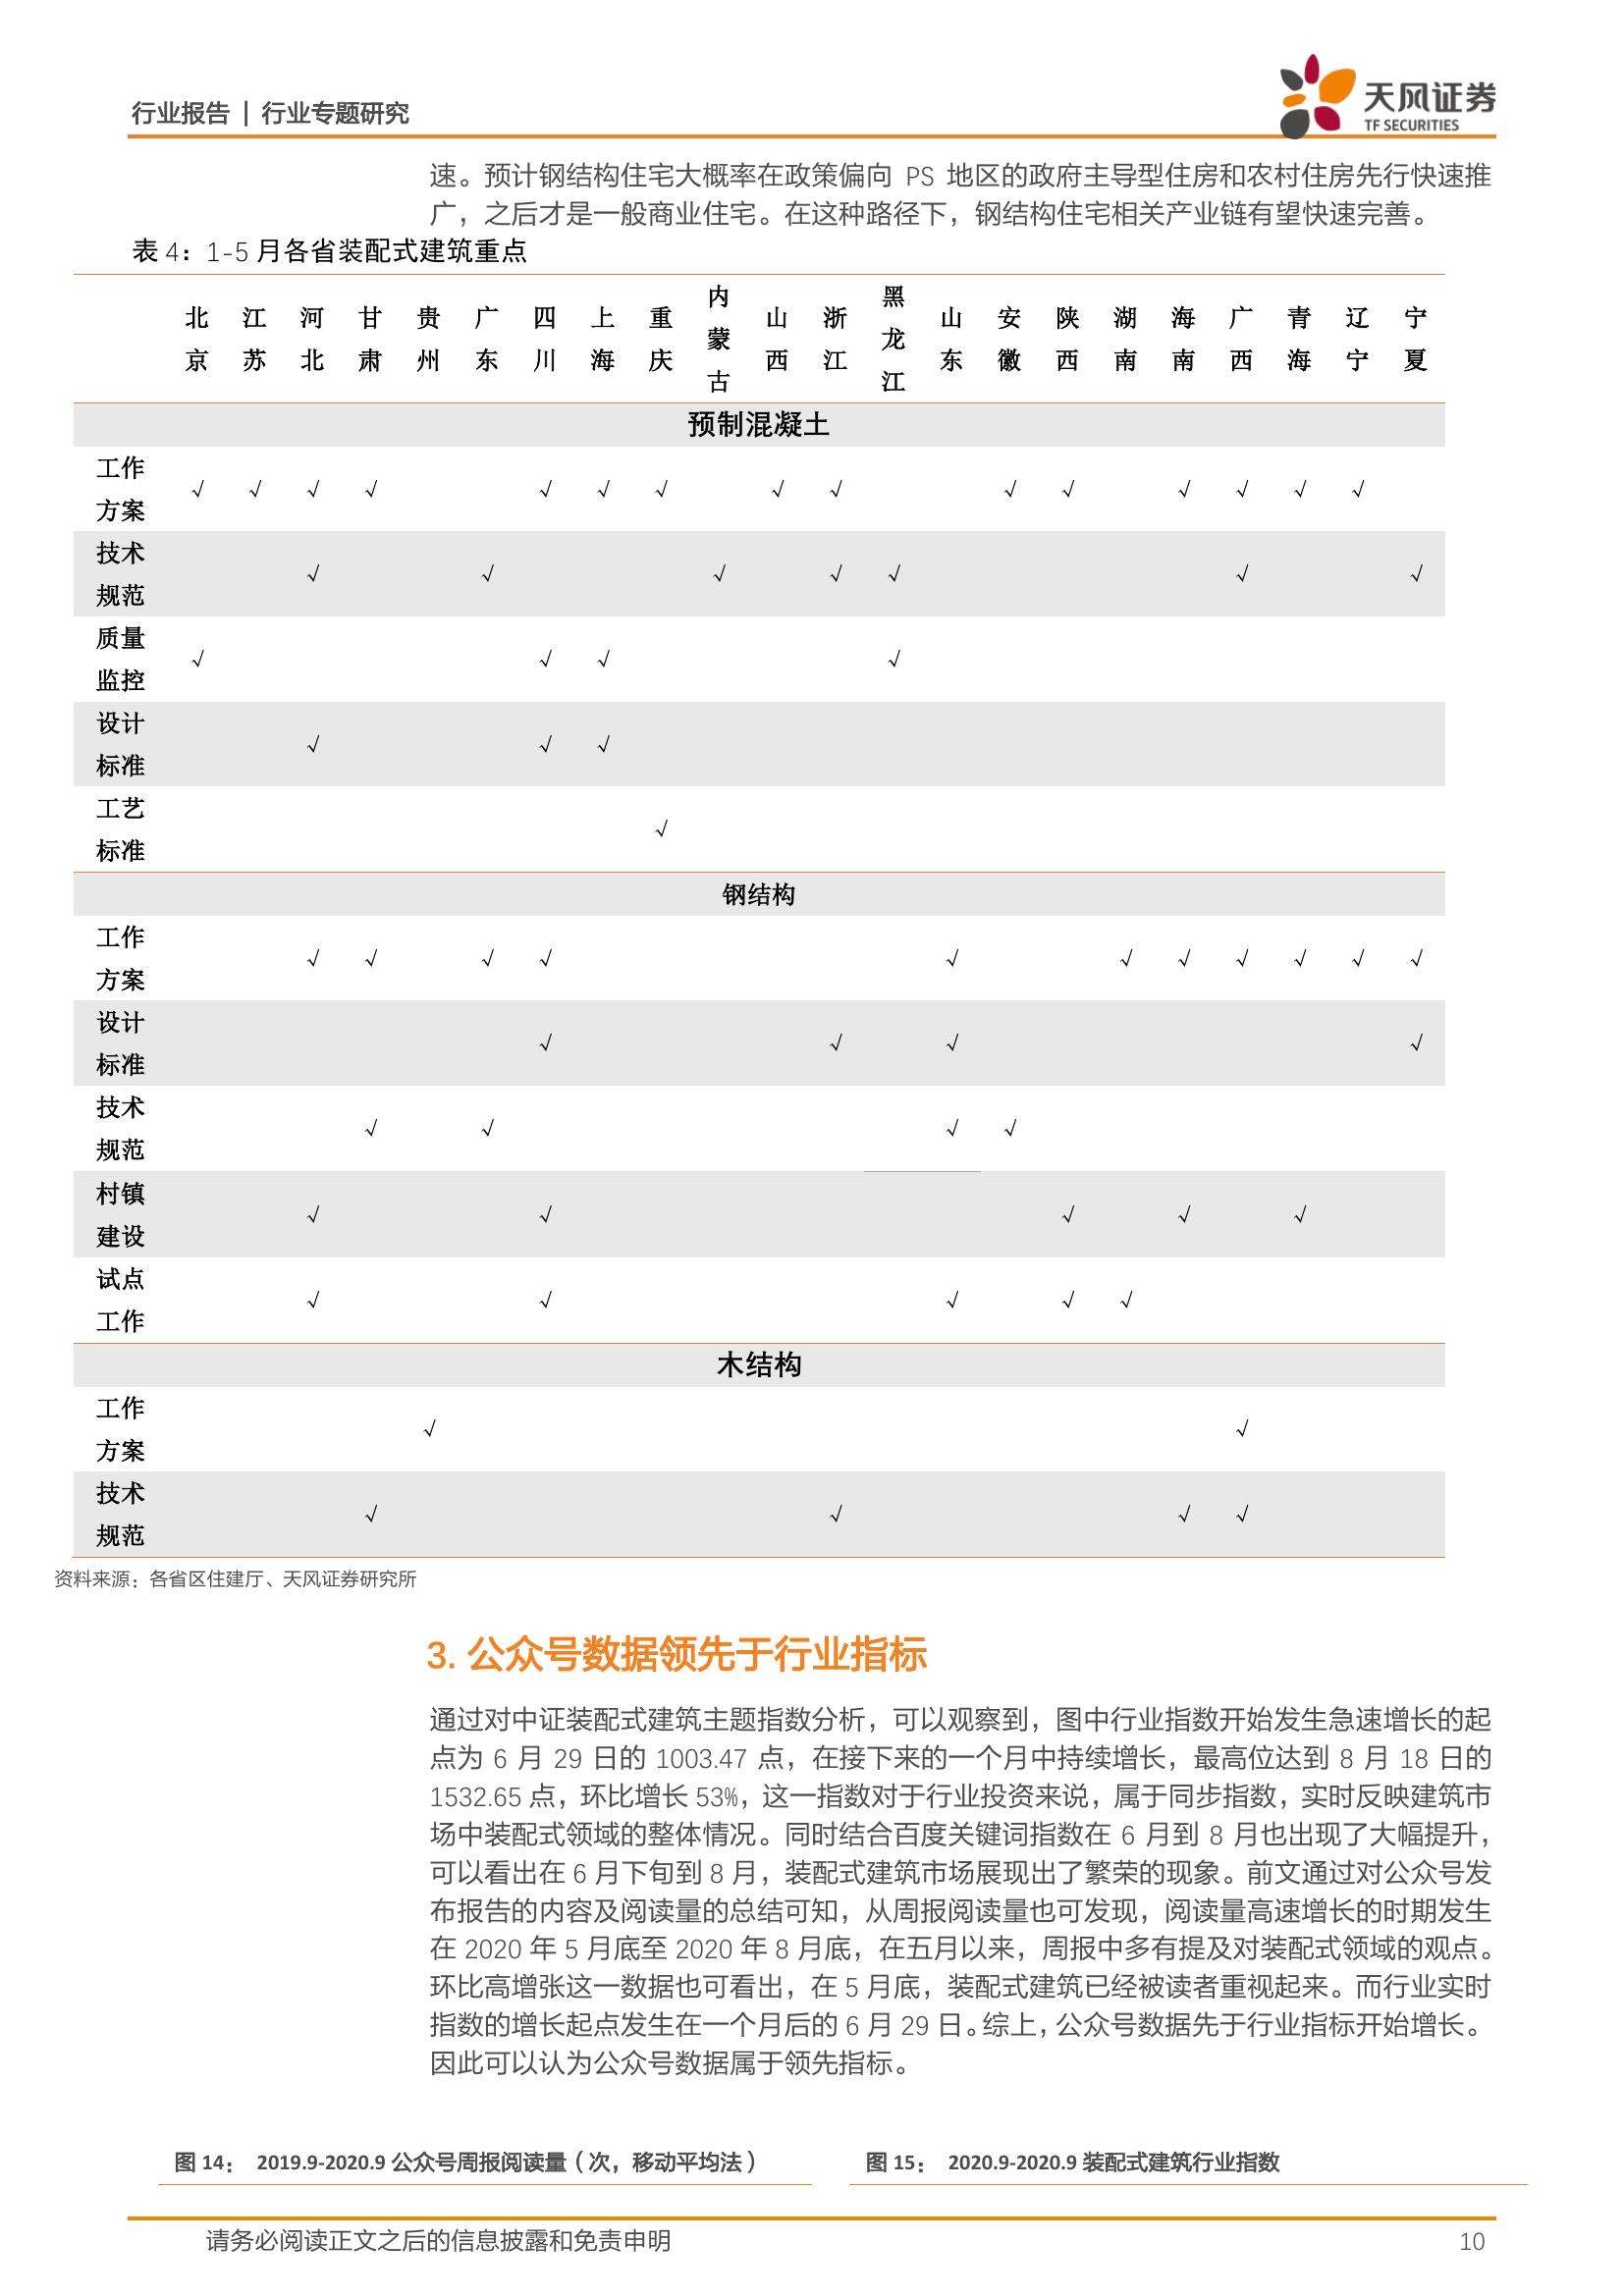 行业报告 | 行业专题研究
天风证券
TF SECURITIES
速。预计钢结构住宅大概率在政策偏向 PS 地区的政府主导型住房和农村住房先行快速推
广，之后才是一般商业住宅。在这种路径下，钢结构住宅相关产业链有望快速完善。
表 4：1-5 月各省装配式建筑重点
北京 江苏 河北 甘肃 贵州 广东 四川 上海 重庆 内蒙古 山西 浙江 黑龙江 山东 安徽 陕西 湖南 海南 广西 青海 辽宁 宁夏
预制混凝土
工作方案 √ √ √ √ √ √ √ √ √ √ √ √ √ √ √
技术规范 √ √ √ √ √ √ √
质量监控 √ √ √ √
设计标准 √ √ √
工艺标准 √
钢结构
工作方案 √ √ √ √ √ √ √ √ √ √ √
设计标准 √ √ √ √
技术规范 √ √ √ √
村镇建设 √ √ √ √ √
试点工作 √ √ √ √ √
木结构
工作方案 √ √
技术规范 √ √ √ √
资料来源：各省区住建厅、天风证券研究所
3. 公众号数据领先于行业指标
通过对中证装配式建筑主题指数分析，可以观察到，图中行业指数开始发生急速增长的起
点为 6 月 29 日的 1003.47 点，在接下来的一个月中持续增长，最高位达到 8 月 18 日的
1532.65 点，环比增长 53%，这一指数对于行业投资来说，属于同步指数，实时反映建筑市
场中装配式领域的整体情况。同时结合百度关键词指数在 6 月到 8 月也出现了大幅提升，
可以看出在 6 月下旬到 8 月，装配式建筑市场展现出了繁荣的现象。前文通过对公众号发
布报告的内容及阅读量的总结可知，从周报阅读量也可发现，阅读量高速增长的时期发生
在 2020 年 5 月底至 2020 年 8 月底，在五月以来，周报中多有提及对装配式领域的观点。
环比高增张这一数据也可看出，在 5 月底，装配式建筑已经被读者重视起来。而行业实时
指数的增长起点发生在一个月后的 6 月 29 日。综上，公众号数据先于行业指标开始增长。
因此可以认为公众号数据属于领先指标。
图 14： 2019.9-2020.9 公众号周报阅读量（次，移动平均法）
图 15： 2020.9-2020.9 装配式建筑行业指数
请务必阅读正文之后的信息披露和免责申明
10